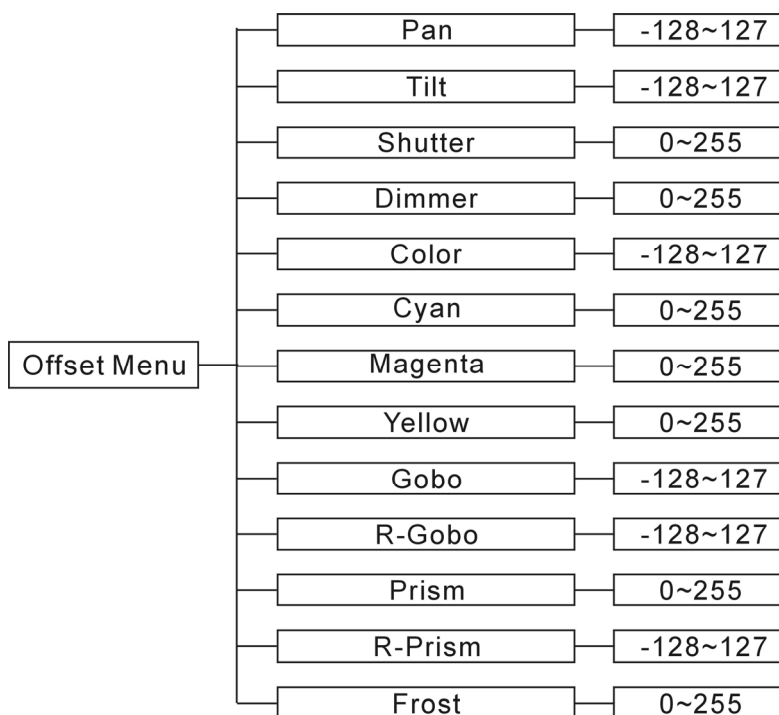 Pan -128~127
Tilt -128~127
Shutter 0~255
Dimmer 0~255
Color -128~127
Cyan 0~255
Offset Menu Magenta 0~255
Yellow 0~255
Gobo -128~127
R-Gobo -128~127
Prism 0~255
R-Prism -128~127
Frost 0~255